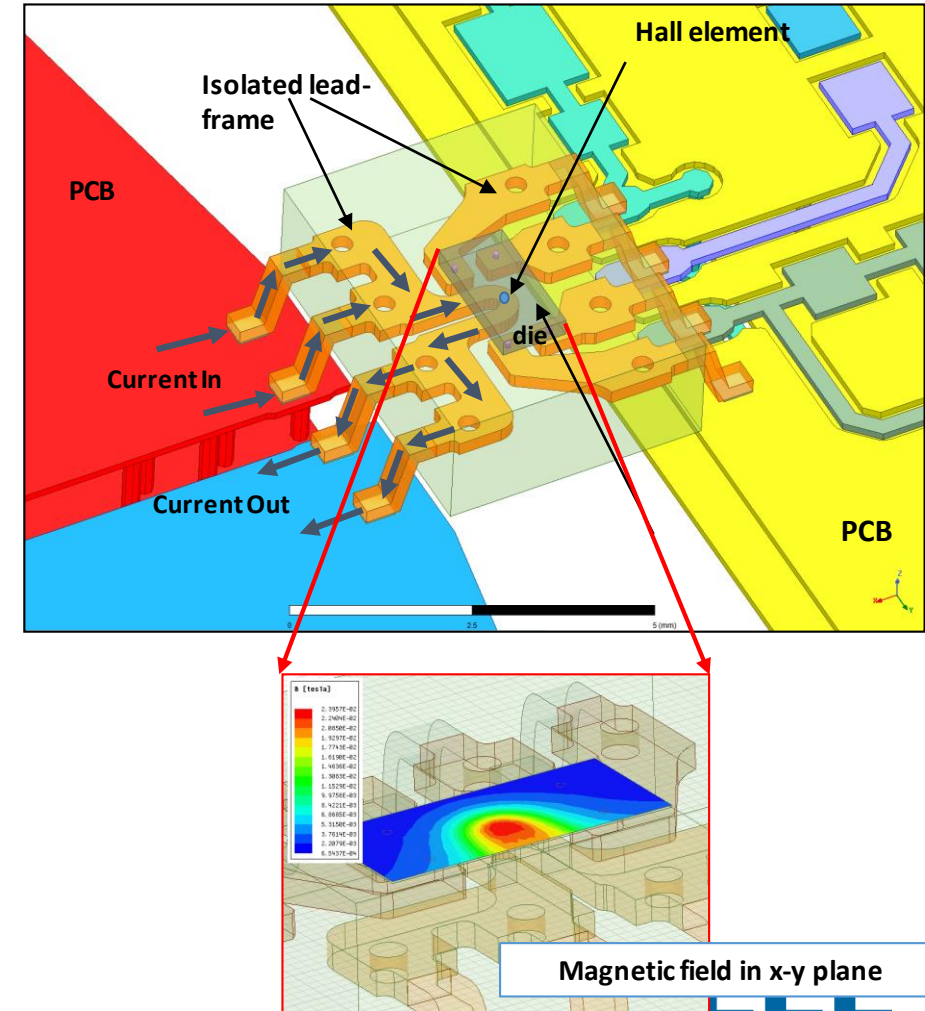 Hall element
Isolated lead-
frame
PCB
die
Current In
Current Out
PCB
Z
X
Y
0
2.5
5 (mm)
B [tesla]
2.3957E-02
2.2404E-02
2.0850E-02
1.9297E-02
1.7743E-02
1.6190E-02
1.4636E-02
1.3083E-02
1.1529E-02
9.9756E-03
8.4221E-03
6.8685E-03
5.3150E-03
3.7614E-03
2.2079E-03
6.5437E-04
Magnetic field in x-y plane